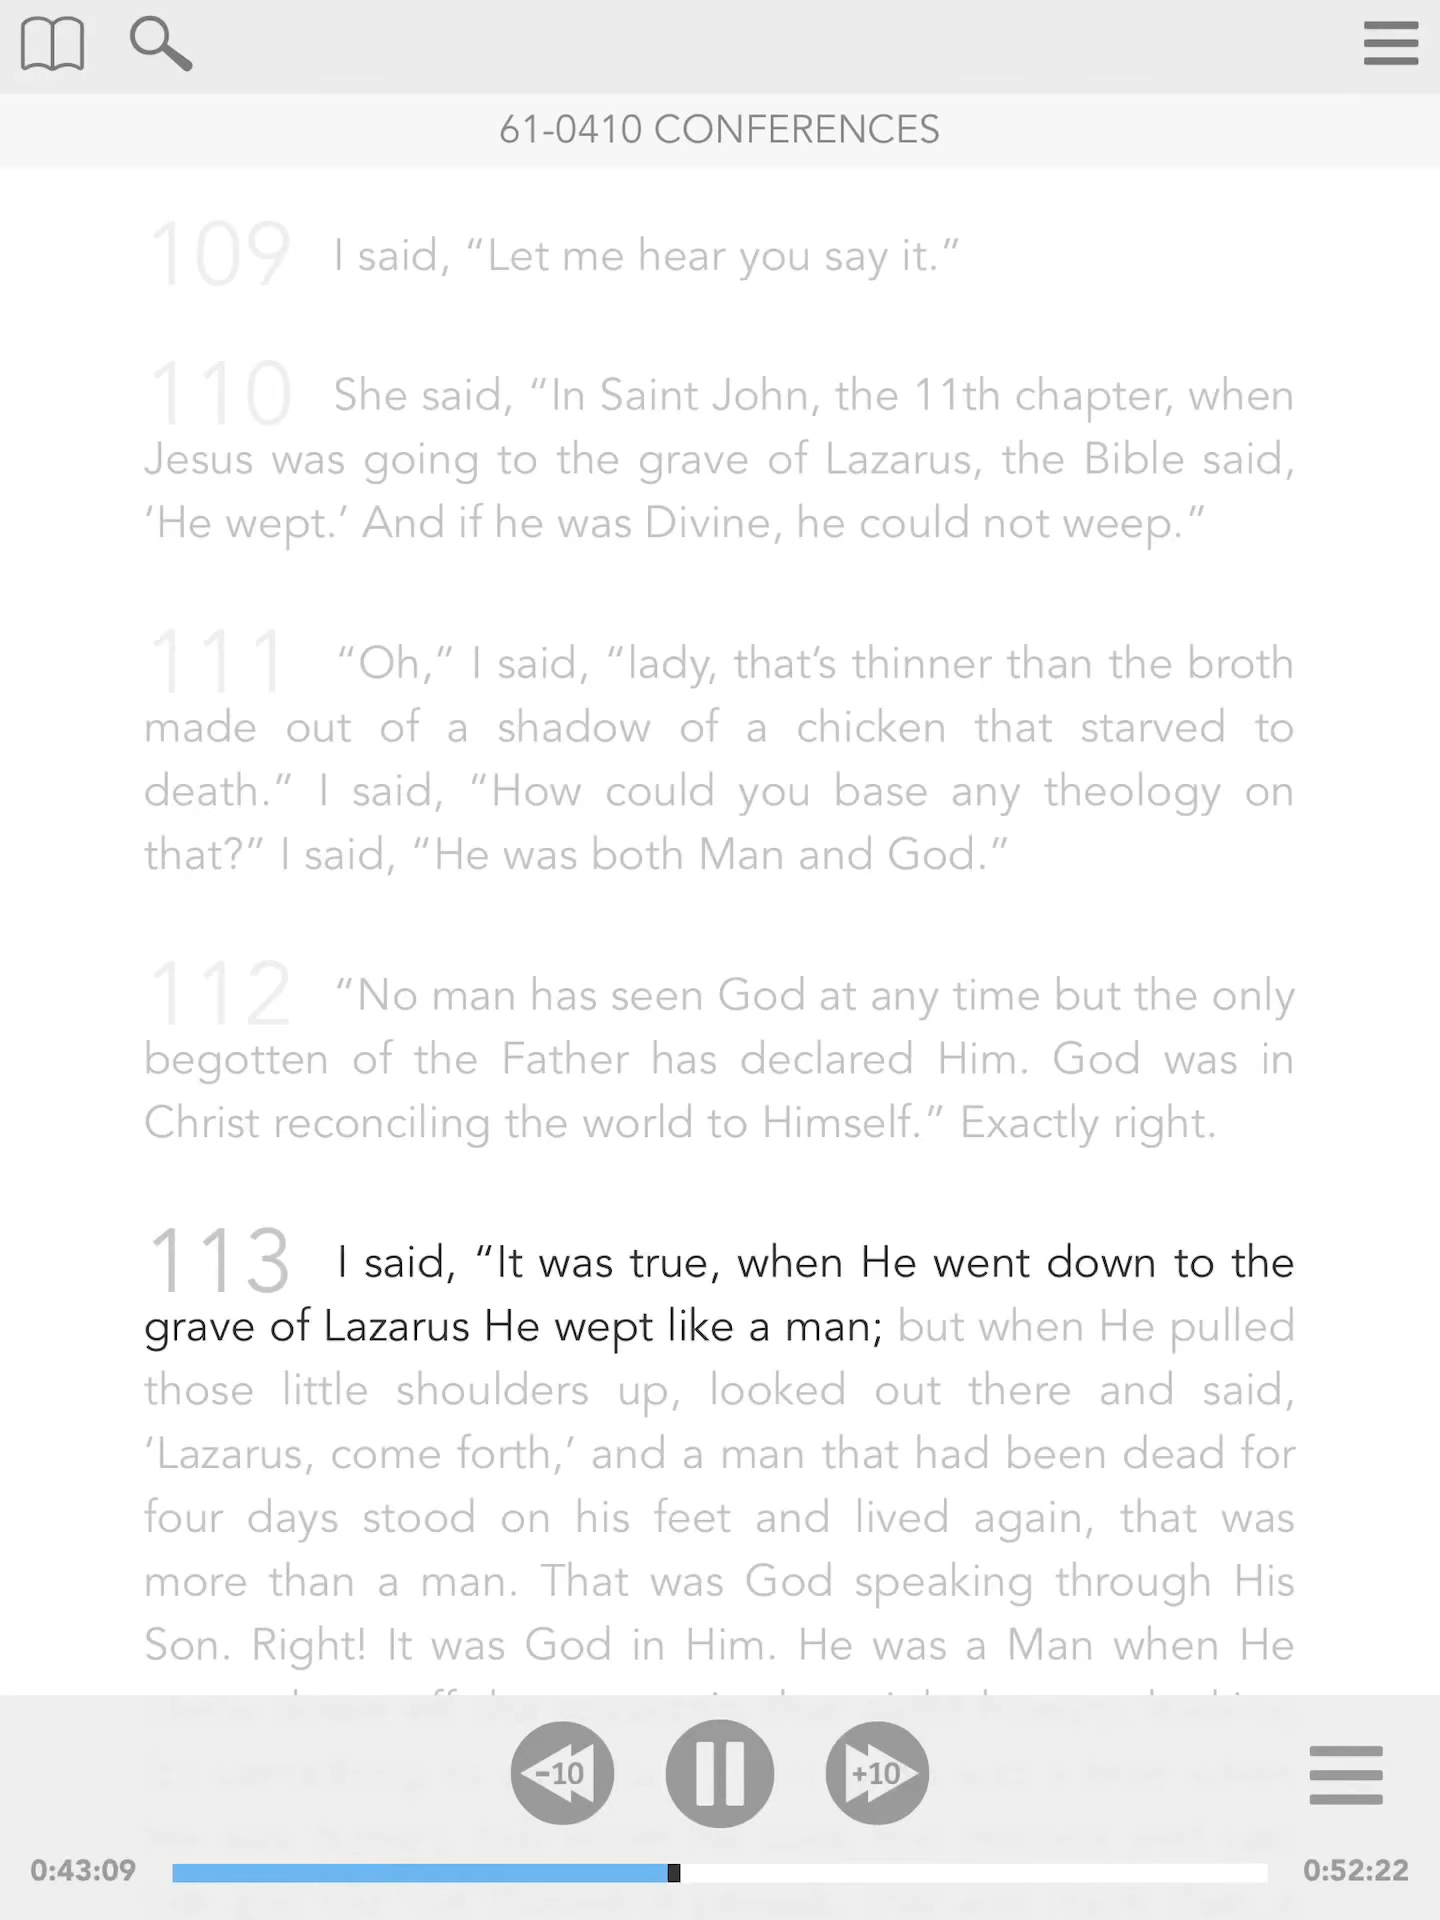 61-0410 CONFERENCES
109 I said, “Let me hear you say it.”
110 She said, “In Saint John, the 11th chapter, when
Jesus was going to the grave of Lazarus, the Bible said,
‘He wept.’ And if he was Divine, he could not weep.”
111 “Oh,” I said, “lady, that’s thinner than the broth
made out of a shadow of a chicken that starved to
death.” I said, “How could you base any theology on
that?” I said, “He was both Man and God.”
112 “No man has seen God at any time but the only
begotten of the Father has declared Him. God was in
Christ reconciling the world to Himself.” Exactly right.
113 I said, “It was true, when He went down to the
grave of Lazarus He wept like a man; but when He pulled
those little shoulders up, looked out there and said,
‘Lazarus, come forth,’ and a man that had been dead for
four days stood on his feet and lived again, that was
more than a man. That was God speaking through His
Son. Right! It was God in Him. He was a Man when He
-10 +10
0:43:09 0:52:22